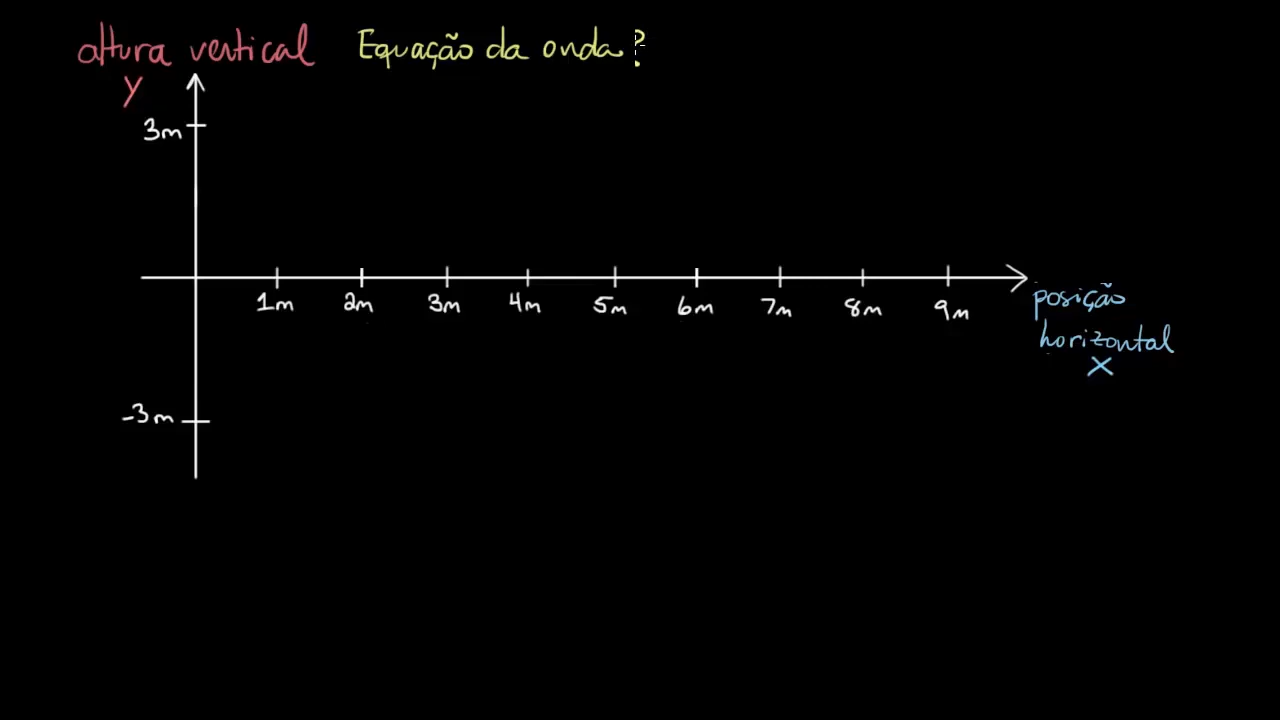 altura vertical Equação da onda?
y
3m
1m 2m 3m 4m 5m 6m 7m 8m 9m
posição
horizontal
x
-3m